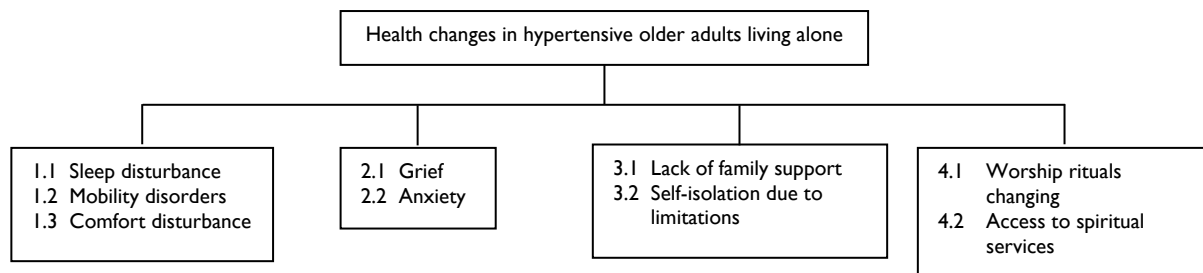 Health changes in hypertensive older adults living alone
1.1 Sleep disturbance
1.2 Mobility disorders
1.3 Comfort disturbance
2.1 Grief
2.2 Anxiety
3.1 Lack of family support
3.2 Self-isolation due to
limitations
4.1 Worship rituals
changing
4.2 Access to spiritual
services